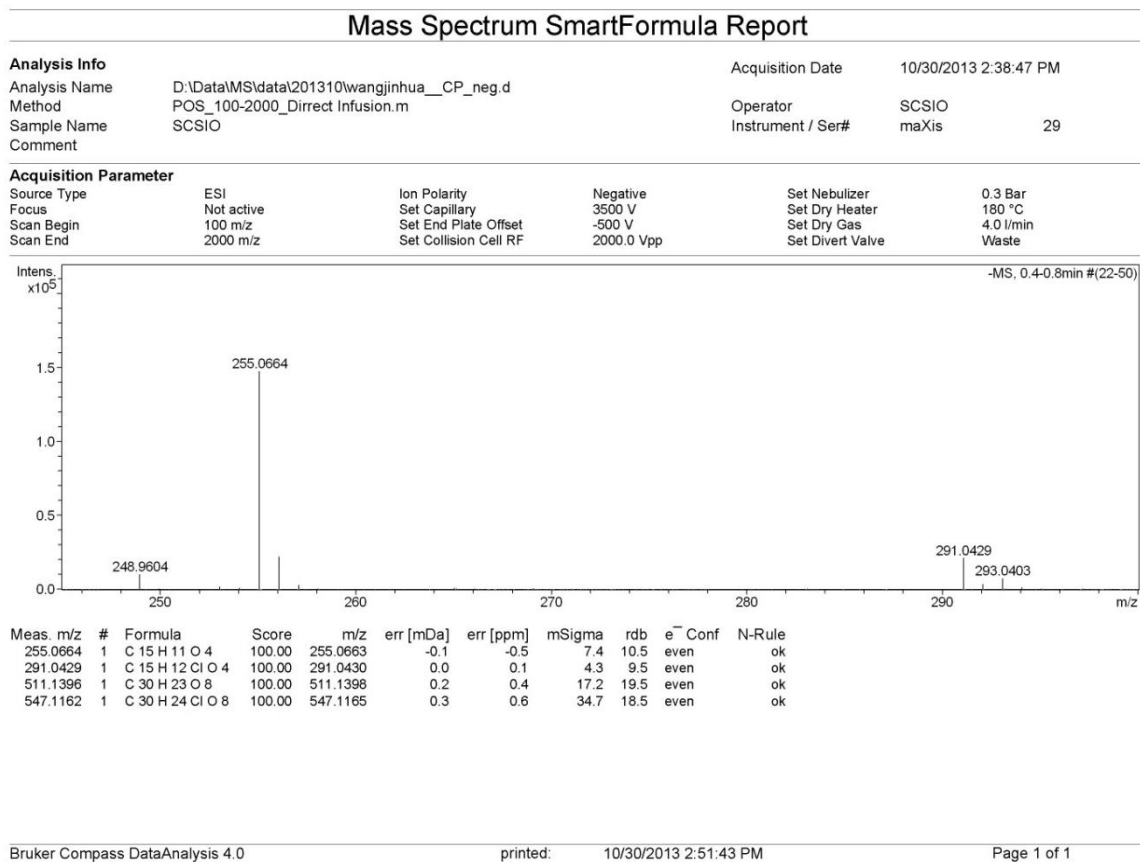 Mass Spectrum SmartFormula Report
Analysis Info
Acquisition Date 10/30/2013 2:38:47 PM
Analysis Name D:\Data\MS\data\201310\wangjinhua__CP_neg.d
Method POS_100-2000_Dirrect Infusion.m Operator SCSIO
Sample Name SCSIO Instrument / Ser# maXis 29
Comment
Acquisition Parameter
Source Type ESI Ion Polarity Negative Set Nebulizer 0.3 Bar
Focus Not active Set Capillary 3500 V Set Dry Heater 180 °C
Scan Begin 100 m/z Set End Plate Offset -500 V Set Dry Gas 4.0 l/min
Scan End 2000 m/z Set Collision Cell RF 2000.0 Vpp Set Divert Valve Waste
Intens. -MS, 0.4-0.8min #(22-50)
x10^5
255.0664
1.5
1.0
0.5
291.0429
248.9604 293.0403
0.0
250 260 270 280 290 m/z
Meas. m/z # Formula Score m/z err [mDa] err [ppm] mSigma rdb e¯ Conf N-Rule
255.0664 1 C 15 H 11 O 4 100.00 255.0663 -0.1 -0.5 7.4 10.5 even ok
291.0429 1 C 15 H 12 Cl O 4 100.00 291.0430 0.0 0.1 4.3 9.5 even ok
511.1396 1 C 30 H 23 O 8 100.00 511.1398 0.2 0.4 17.2 19.5 even ok
547.1162 1 C 30 H 24 Cl O 8 100.00 547.1165 0.3 0.6 34.7 18.5 even ok
Bruker Compass DataAnalysis 4.0 printed: 10/30/2013 2:51:43 PM Page 1 of 1